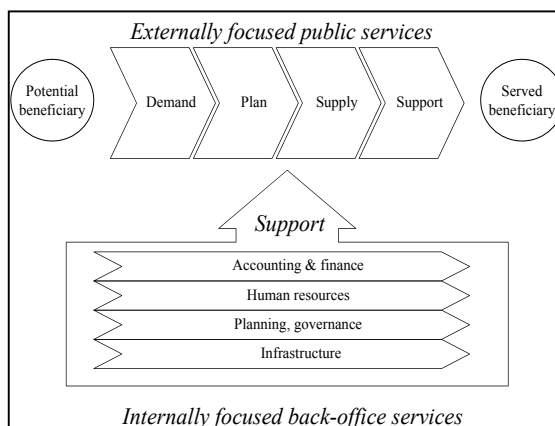 Externally focused public services
Potential
beneficiary
Demand
Plan
Supply
Support
Served
beneficiary
Support
Accounting & finance
Human resources
Planning, governance
Infrastructure
Internally focused back-office services